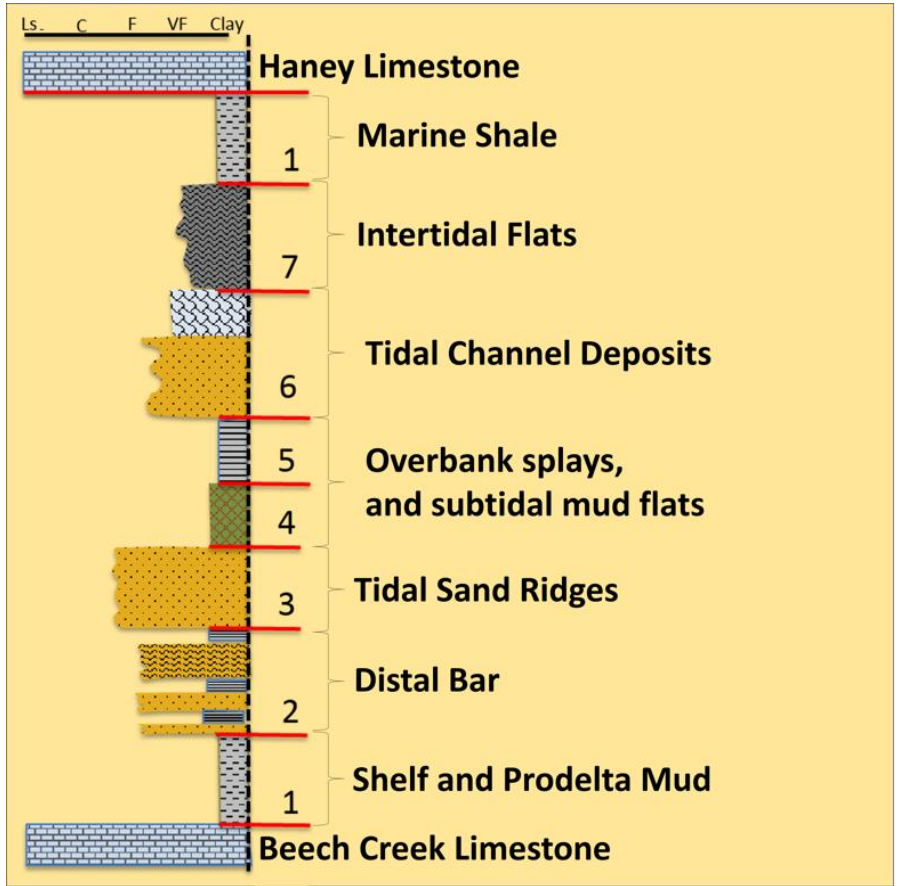 Ls. C F VF Clay
Haney Limestone
Marine Shale
1
Intertidal Flats
7
Tidal Channel Deposits
6
5
Overbank splays,
and subtidal mud flats
4
Tidal Sand Ridges
3
Distal Bar
2
Shelf and Prodelta Mud
1
Beech Creek Limestone